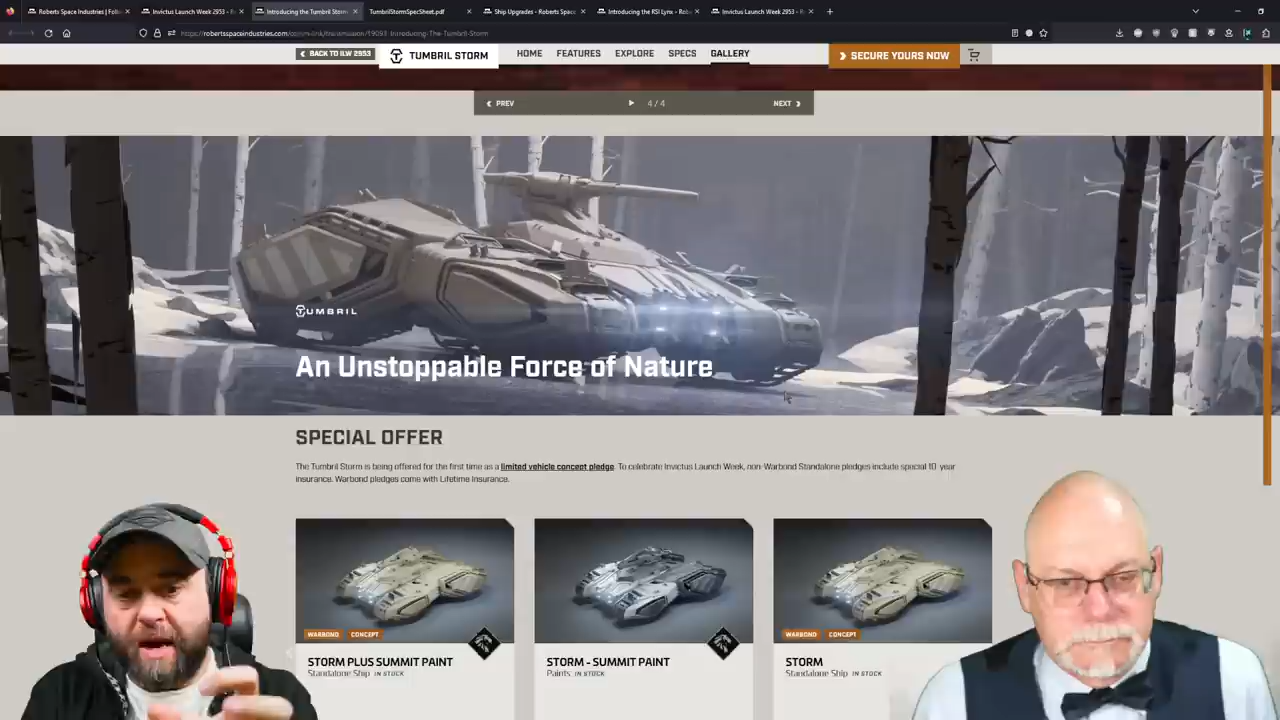 Roberts Space Industries | Foll
Invictus Launch Week 2953 - R
Introducing the Tumbril Storm
TumbrilStormSpecSheet.pdf
Ship Upgrades - Roberts Space
Introducing the RSI Lynx - Rob
Invictus Launch Week 2953 - R
https://robertsspaceindustries.com/comm-link/transmission/19093-Introducing-The-Tumbril-Storm
BACK TO ILW 2953
TUMBRIL STORM
HOME
FEATURES
EXPLORE
SPECS
GALLERY
SECURE YOURS NOW
PREV
4 / 4
NEXT
TUMBRIL
An Unstoppable Force of Nature
SPECIAL OFFER
The Tumbril Storm is being offered for the first time as a limited vehicle concept pledge. To celebrate Invictus Launch Week, non-Warbond Standalone pledges include special 10 year
insurance. Warbond pledges come with Lifetime Insurance.
WARBOND CONCEPT
WARBOND CONCEPT
STORM PLUS SUMMIT PAINT
Standalone Ship IN STOCK
STORM - SUMMIT PAINT
Paints IN STOCK
STORM
Standalone Ship IN STOCK